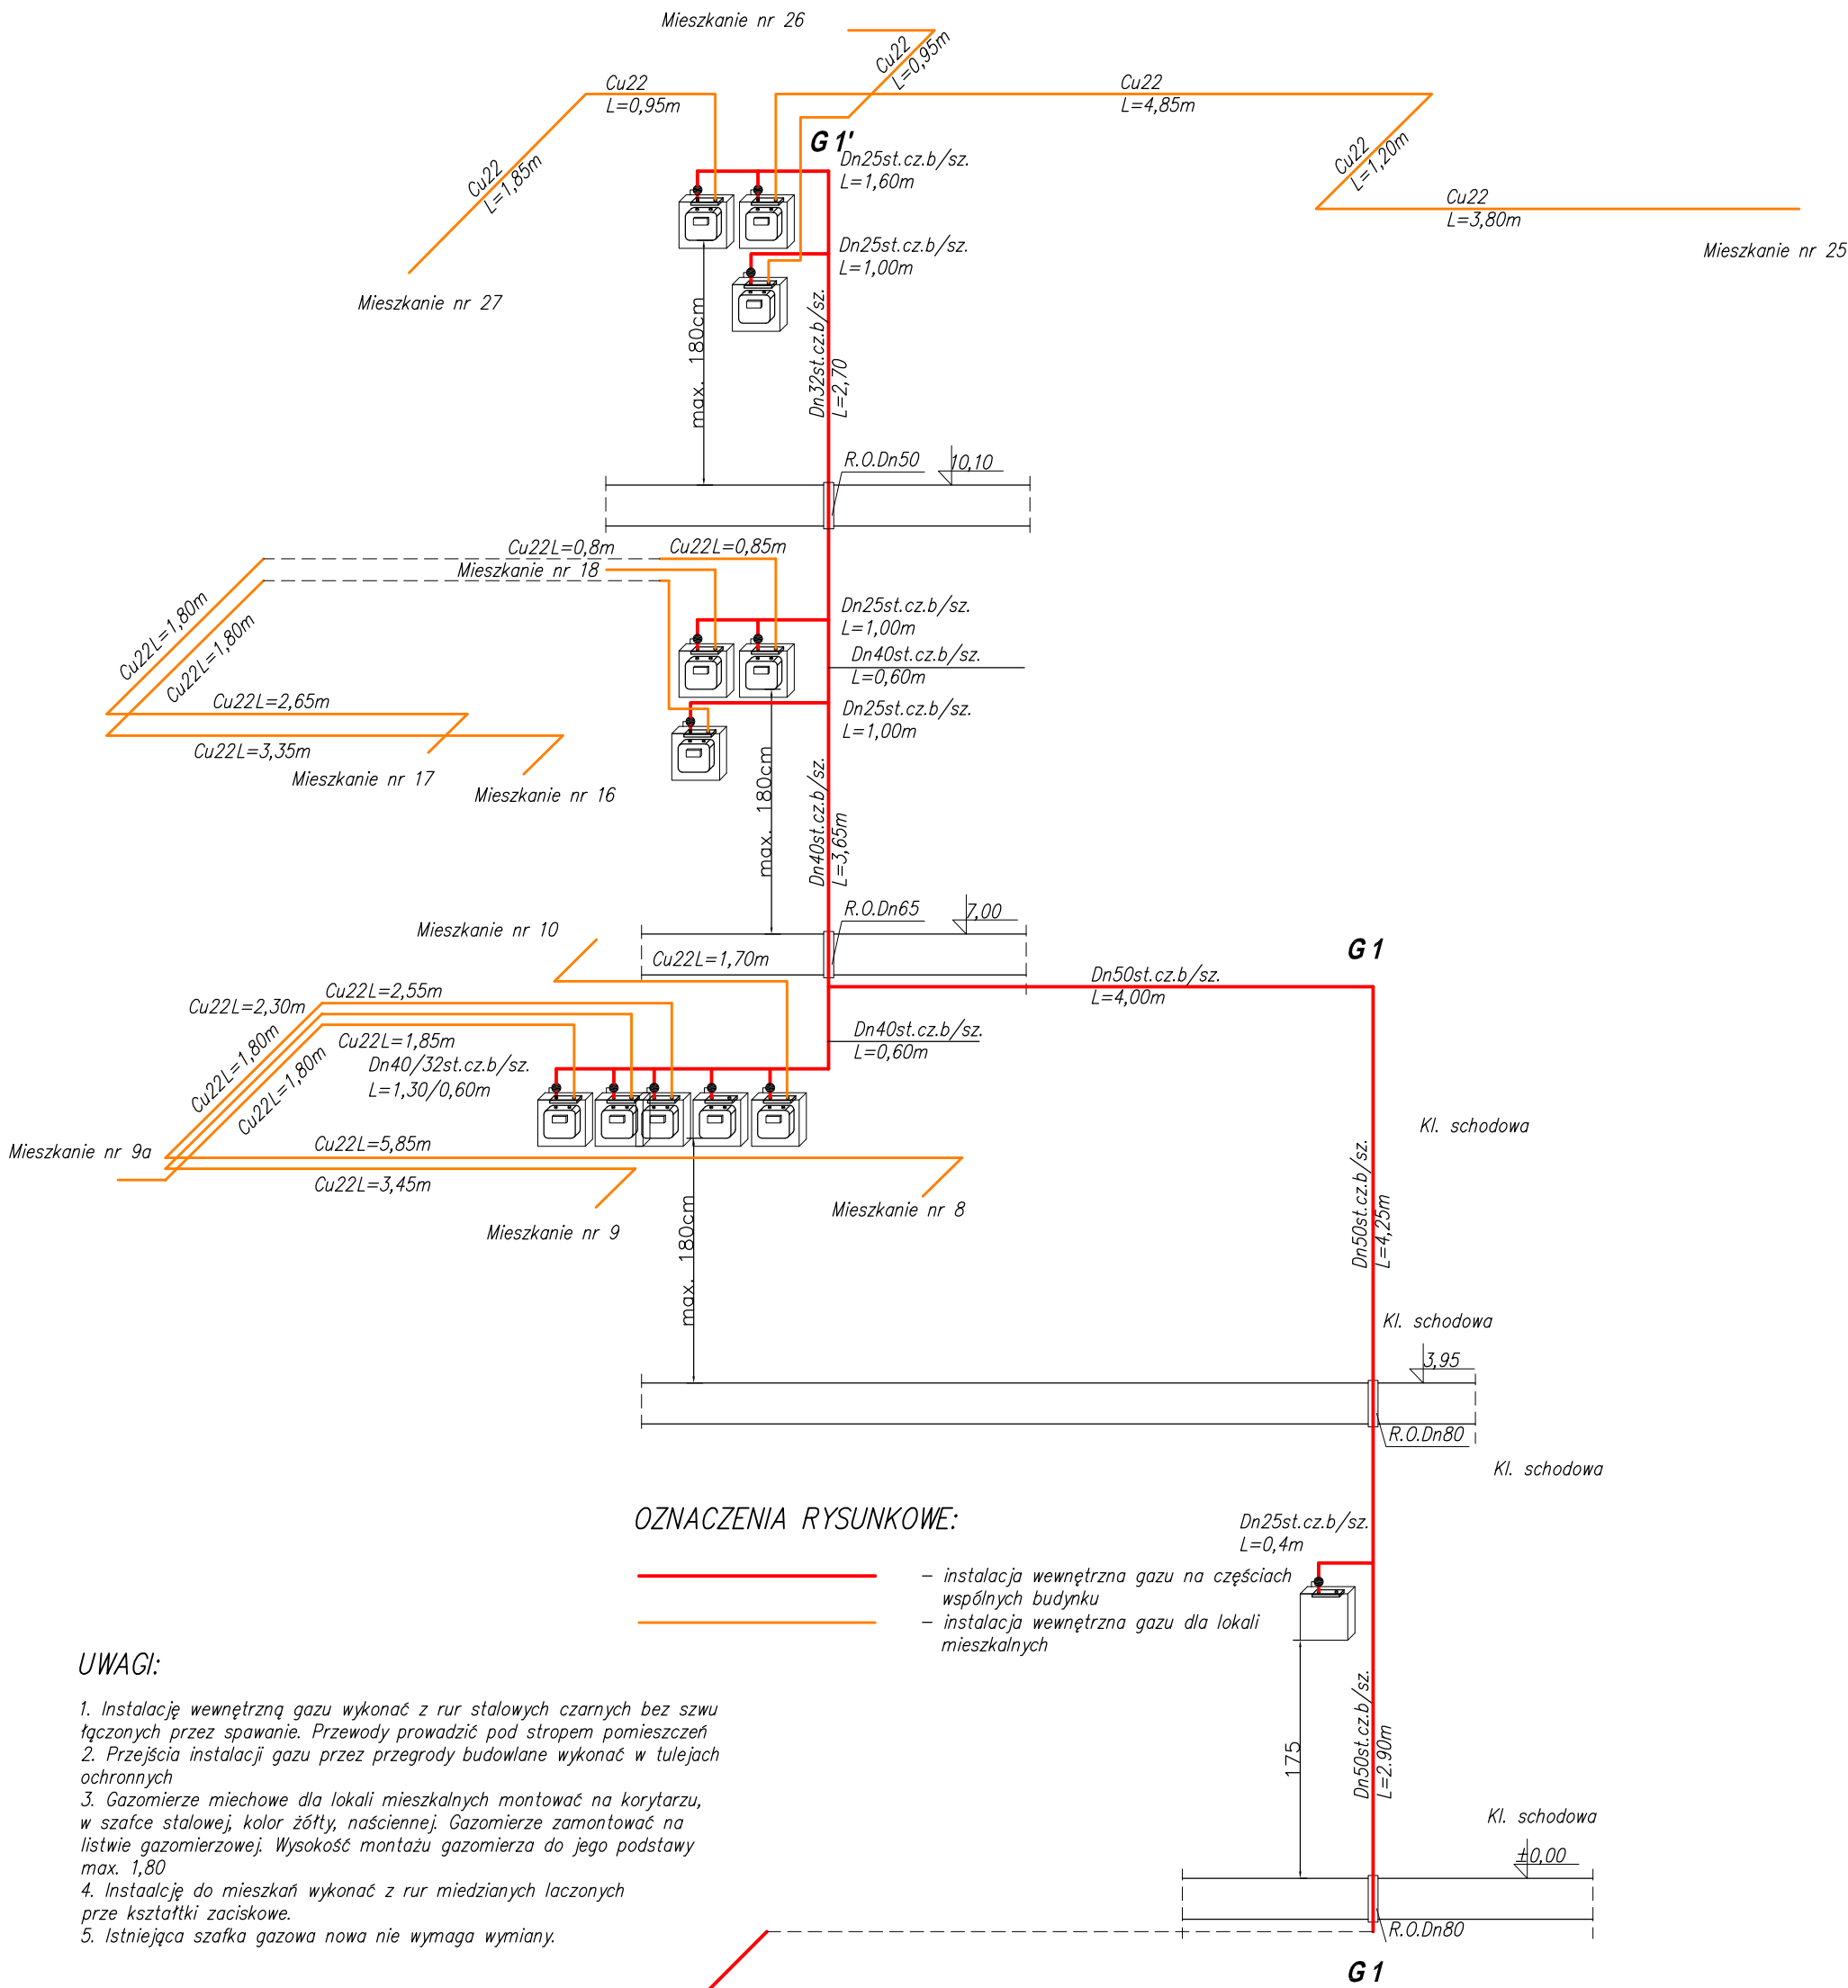 Mieszkanie nr 26
Cu22
L=0,95m
Cu22
L=0,95m
Cu22
L=4,85m
G1'
Dn25st.cz.b/sz.
L=1,60m
Cu22
L=1,20m
Cu22
L=1,85m
Cu22
L=3,80m
Dn25st.cz.b/sz.
L=1,00m
Mieszkanie nr 25
Mieszkanie nr 27
max. 180cm
Dn32st.cz.b/sz.
L=2,70
R.O.Dn50
10,10
Cu22L=0,8m
Cu22L=0,85m
Mieszkanie nr 18
Cu22L=1,80m
Cu22L=1,80m
Dn25st.cz.b/sz.
L=1,00m
Dn40st.cz.b/sz.
L=0,60m
Cu22L=2,65m
Dn25st.cz.b/sz.
L=1,00m
Cu22L=3,35m
Mieszkanie nr 17
Mieszkanie nr 16
max. 180cm
Dn40st.cz.b/sz.
L=3,65m
R.O.Dn65
7,00
Mieszkanie nr 10
Cu22L=1,70m
G1
Dn50st.cz.b/sz.
L=4,00m
Cu22L=2,55m
Cu22L=2,30m
Cu22L=1,85m
Dn40st.cz.b/sz.
L=0,60m
Dn40/32st.cz.b/sz.
L=1,30/0,60m
Cu22L=1,80m
Cu22L=1,80m
Kl. schodowa
Mieszkanie nr 9a
Cu22L=5,85m
Cu22L=3,45m
Mieszkanie nr 8
Mieszkanie nr 9
max. 180cm
Dn50st.cz.b/sz.
L=4,25m
Kl. schodowa
3,95
R.O.Dn80
Kl. schodowa
OZNACZENIA RYSUNKOWE:
Dn25st.cz.b/sz.
L=0,4m
– instalacja wewnętrzna gazu na częściach
wspólnych budynku
– instalacja wewnętrzna gazu dla lokali
mieszkalnych
UWAGI:
1. Instalację wewnętrzną gazu wykonać z rur stalowych czarnych bez szwu
łączonych przez spawanie. Przewody prowadzić pod stropem pomieszczeń
2. Przejścia instalacji gazu przez przegrody budowlane wykonać w tulejach
ochronnych
3. Gazomierze miechowe dla lokali mieszkalnych montować na korytarzu,
w szafce stalowej, kolor żółty, naściennej. Gazomierze zamontować na
listwie gazomierzowej. Wysokość montażu gazomierza do jego podstawy
max. 1,80
4. Instaalcję do mieszkań wykonać z rur miedzianych laczonych
prze kształtki zaciskowe.
5. Istniejąca szafka gazowa nowa nie wymaga wymiany.
175
Dn50st.cz.b/sz.
L=2.90m
Kl. schodowa
±0,00
R.O.Dn80
G1